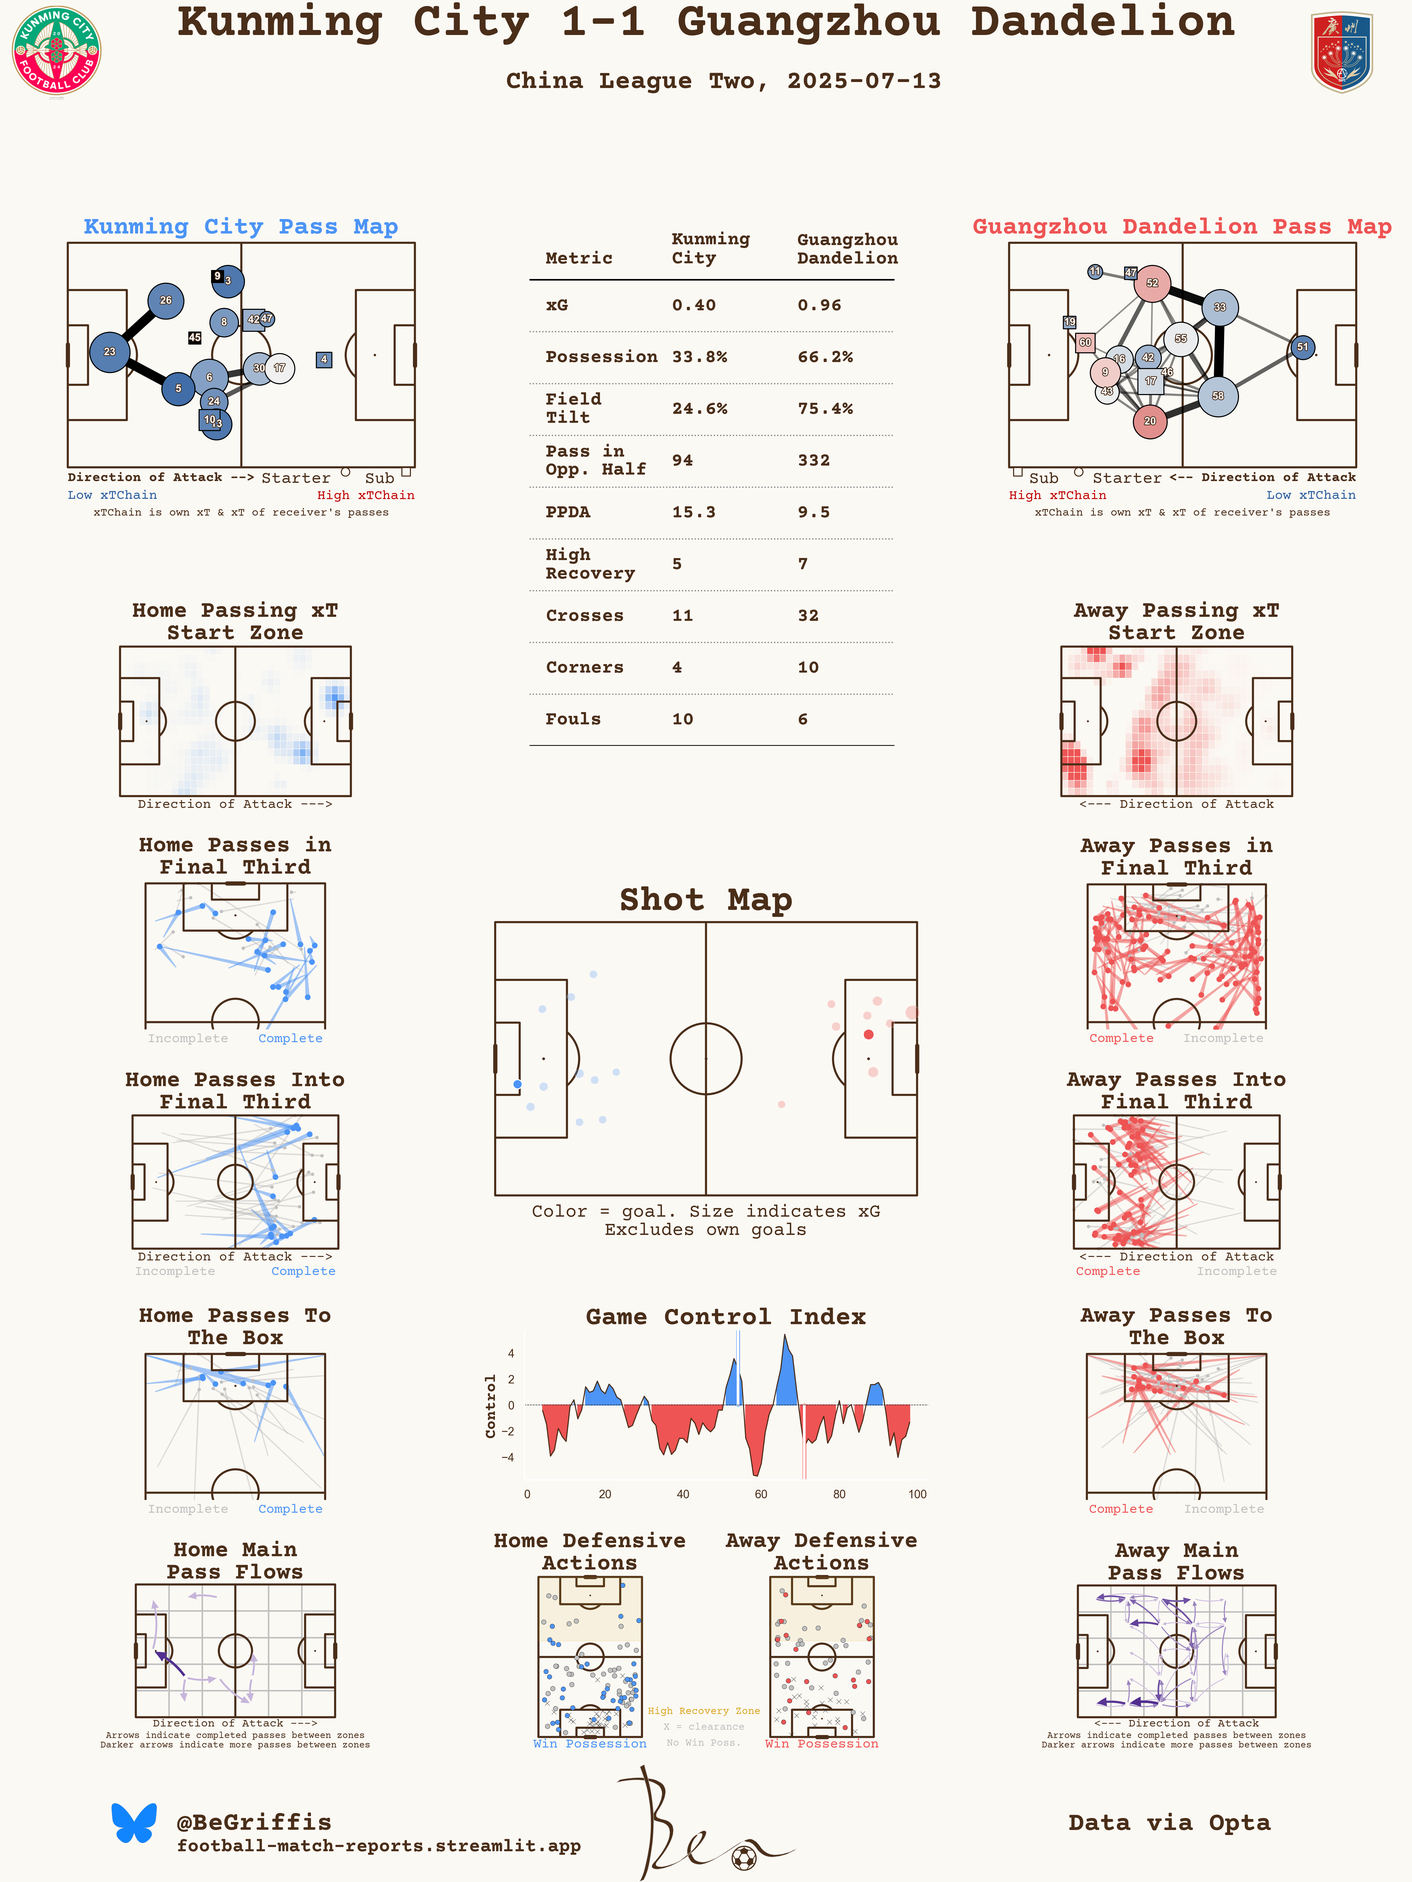 Kunming City 1-1 Guangzhou Dandelion
China League Two, 2025-07-13
KUNMING CITY
FOOTBALL CLUB
廣 州
Kunming City Pass Map
9
3
26
8
42
47
45
23
4
30
17
6
5
24
10
13
Direction of Attack --> Starter Sub
Low xTChain High xTChain
xTChain is own xT & xT of receiver's passes
Metric Kunming City Guangzhou Dandelion
xG 0.40 0.96
Possession 33.8% 66.2%
Field Tilt 24.6% 75.4%
Pass in Opp. Half 94 332
PPDA 15.3 9.5
High Recovery 5 7
Crosses 11 32
Corners 4 10
Fouls 10 6
Guangzhou Dandelion Pass Map
11
47
52
33
19
60
55
51
16
42
9
46
17
43
58
20
Sub Starter <-- Direction of Attack
High xTChain Low xTChain
xTChain is own xT & xT of receiver's passes
Home Passing xT
Start Zone
Direction of Attack --->
Away Passing xT
Start Zone
<--- Direction of Attack
Home Passes in
Final Third
Incomplete Complete
Away Passes in
Final Third
Complete Incomplete
Shot Map
Color = goal. Size indicates xG
Excludes own goals
Home Passes Into
Final Third
Direction of Attack --->
Incomplete Complete
Away Passes Into
Final Third
<--- Direction of Attack
Complete Incomplete
Home Passes To
The Box
Incomplete Complete
Game Control Index
Control
4
2
0
−2
−4
0 20 40 60 80 100
Away Passes To
The Box
Complete Incomplete
Home Main
Pass Flows
Direction of Attack --->
Arrows indicate completed passes between zones
Darker arrows indicate more passes between zones
Home Defensive
Actions
Win Possession
Away Defensive
Actions
Win Possession
High Recovery Zone
X = clearance
No Win Poss.
Away Main
Pass Flows
<--- Direction of Attack
Arrows indicate completed passes between zones
Darker arrows indicate more passes between zones
@BeGriffis
football-match-reports.streamlit.app
Ben
Data via Opta